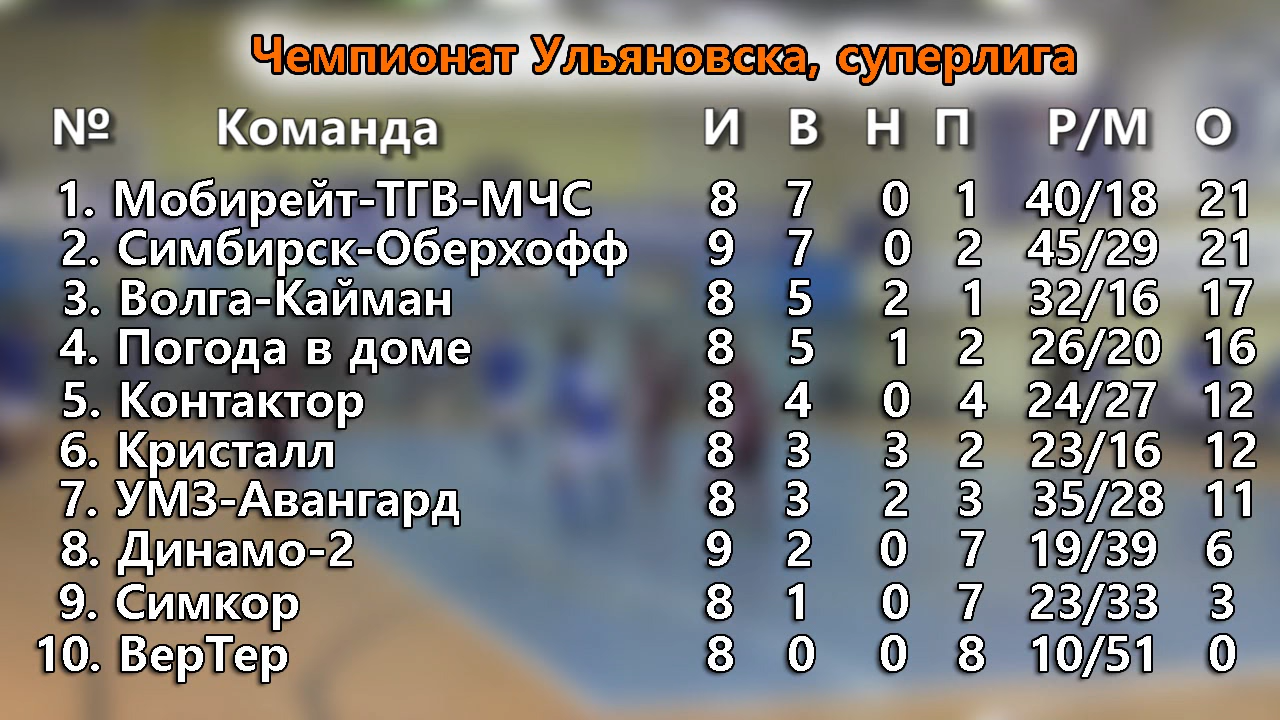 Чемпионат Ульяновска, суперлига
№ Команда И В Н П Р/М О
1. Мобирейт-ТГВ-МЧС 8 7 0 1 40/18 21
2. Симбирск-Оберхофф 9 7 0 2 45/29 21
3. Волга-Кайман 8 5 2 1 32/16 17
4. Погода в доме 8 5 1 2 26/20 16
5. Контактор 8 4 0 4 24/27 12
6. Кристалл 8 3 3 2 23/16 12
7. УМЗ-Авангард 8 3 2 3 35/28 11
8. Динамо-2 9 2 0 7 19/39 6
9. Симкор 8 1 0 7 23/33 3
10. ВерТер 8 0 0 8 10/51 0